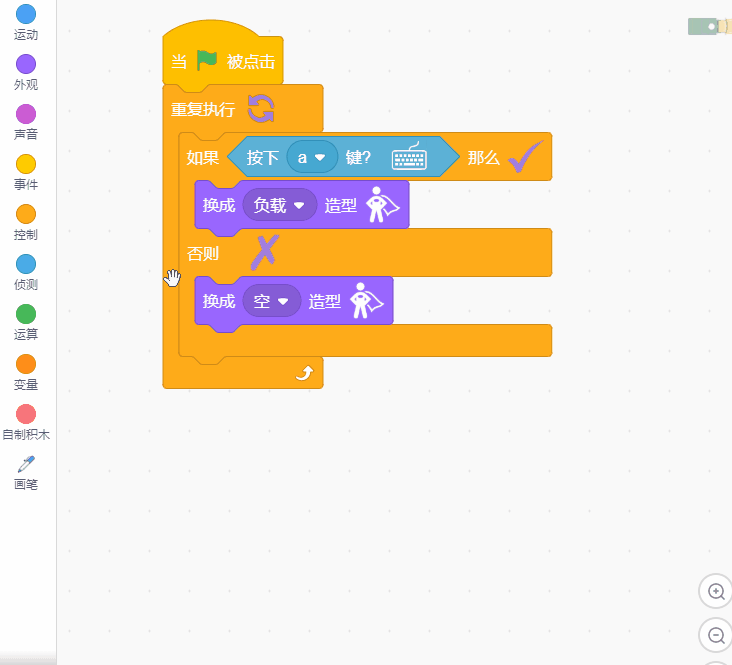 运动
外观
声音
事件
控制
侦测
运算
变量
自制积木
画笔
当 被点击
重复执行
如果 按下 a 键? 那么
换成 负载 造型
否则
换成 空 造型